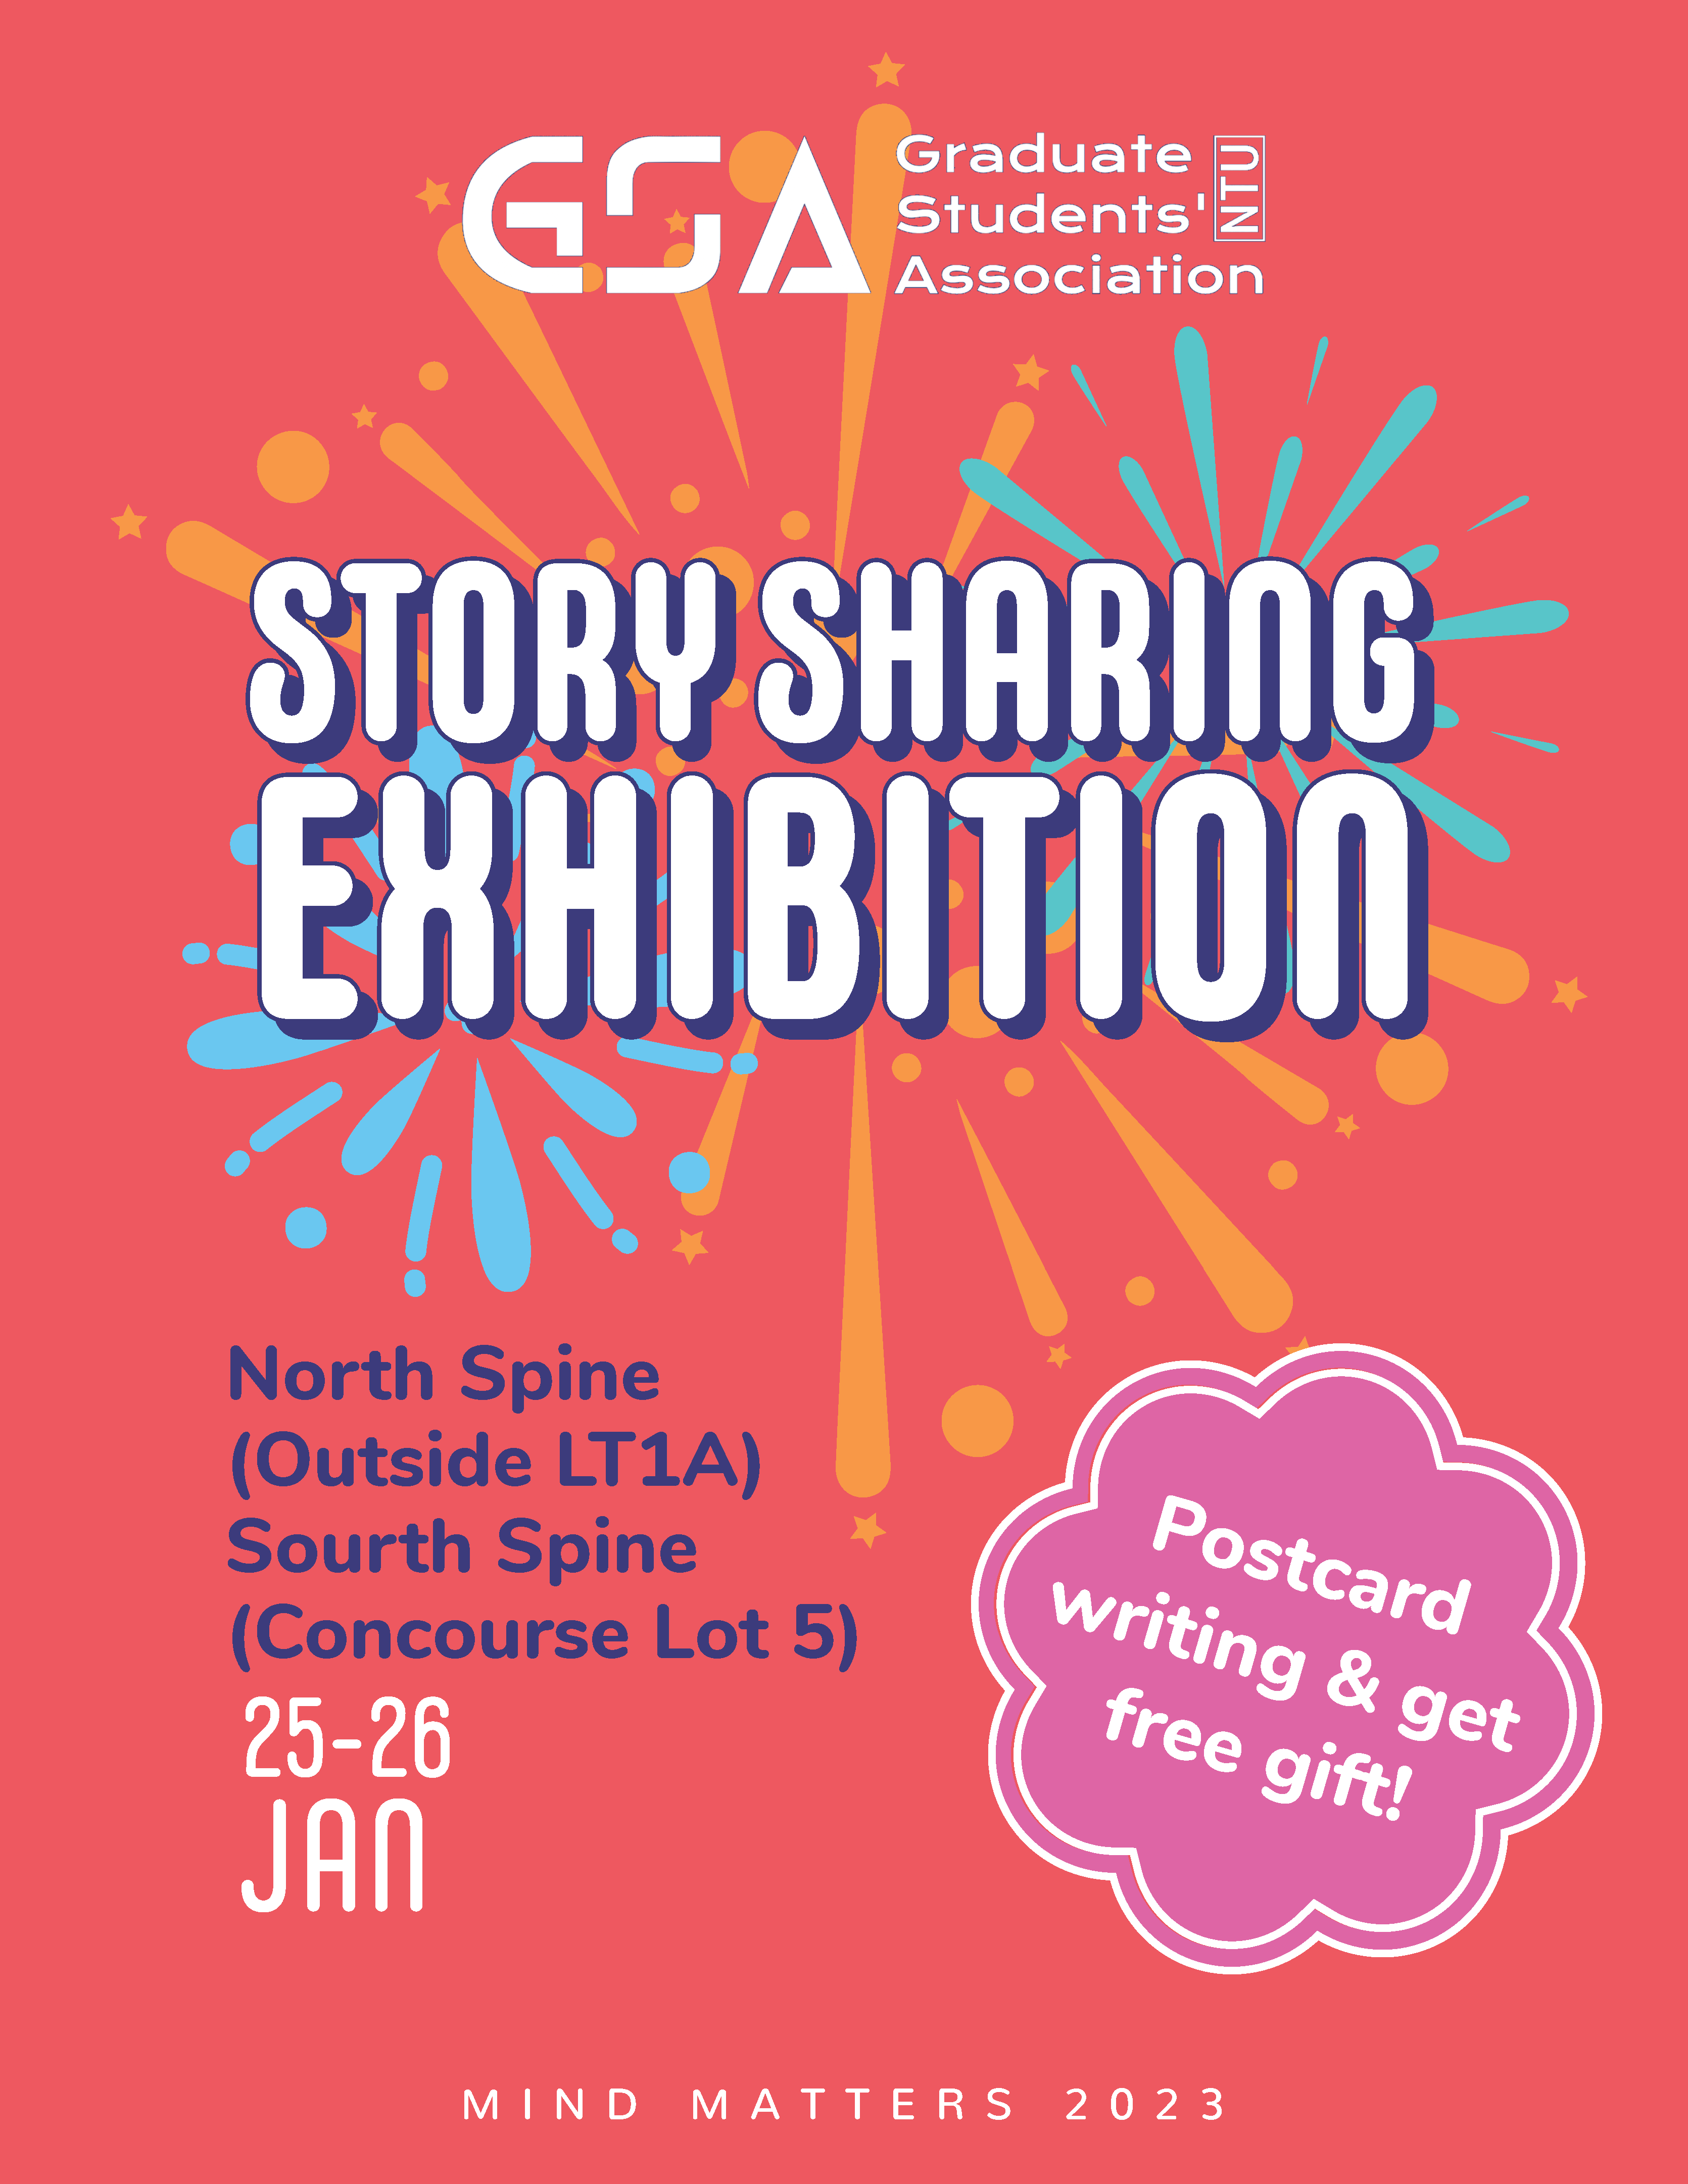 GSA
Graduate
Students'
Association
NTU
STORY SHARING
EXHIBITION
North Spine
(Outside LT1A)
Sourth Spine
(Concourse Lot 5)
25-26
JAN
Postcard
writing & get
free gift!
MIND MATTERS 2023